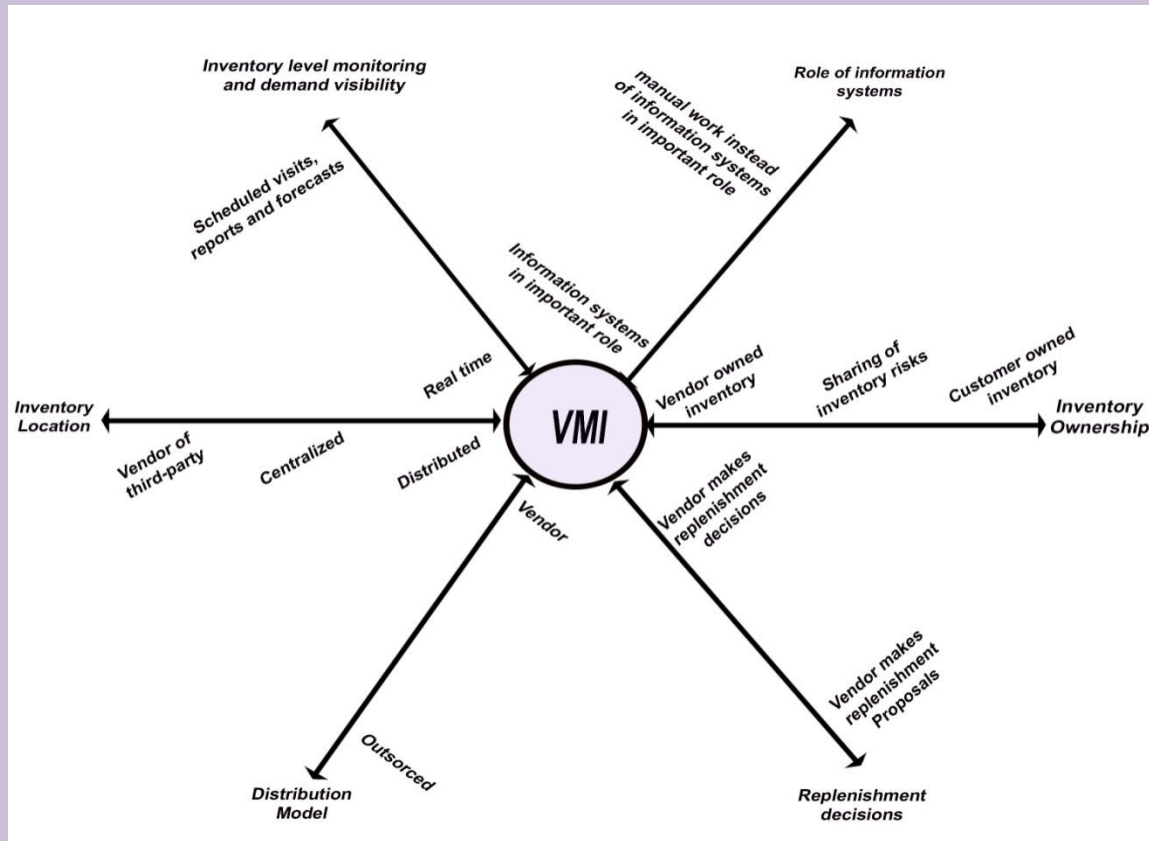 Inventory level monitoring
and demand visibility
Role of information
systems
manual work instead
of information systems
in important role
Scheduled visits,
reports and forecasts
Information systems
in important role
Real time
Vendor owned
inventory
Sharing of
inventory risks
Customer owned
inventory
Inventory
Location
VMI
Inventory
Ownership
Vendor of
third-party
Centralized
Distributed
Vendor
Vendor makes
replenishment
decisions
Vendor makes
replenishment
Proposals
Outsorced
Distribution
Model
Replenishment
decisions